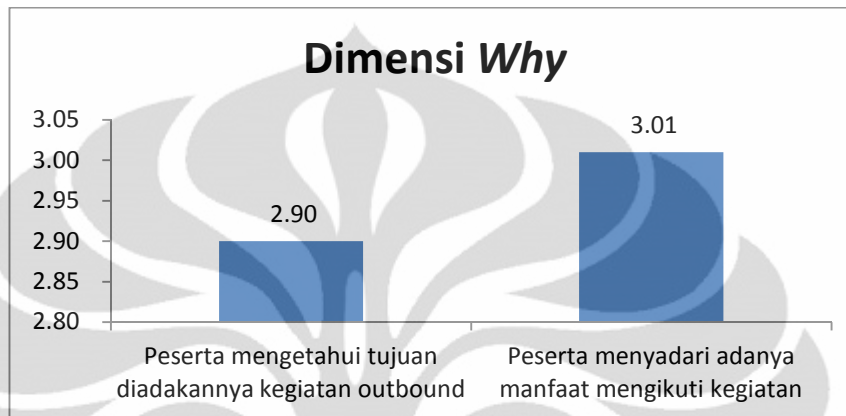 Dimensi Why
3.05
3.00
2.95
2.90
2.85
2.80
2.90
3.01
Peserta mengetahui tujuan
diadakannya kegiatan outbound
Peserta menyadari adanya
manfaat mengikuti kegiatan